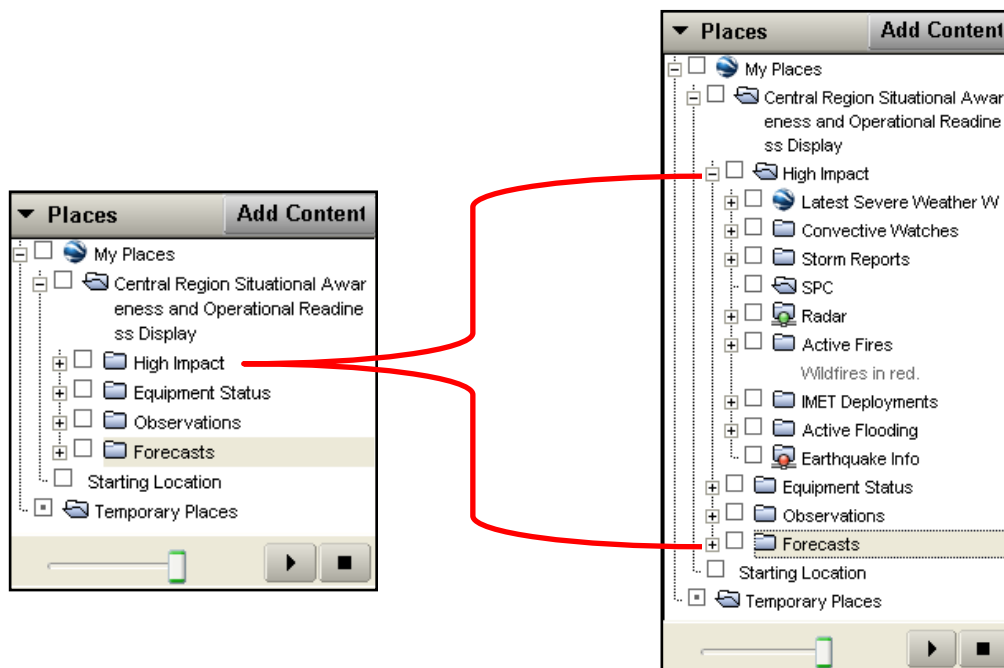 Places Add Content
My Places
Central Region Situational Awar
eness and Operational Readine
ss Display
High Impact
Equipment Status
Observations
Forecasts
Starting Location
Temporary Places
Places Add Content
My Places
Central Region Situational Awar
eness and Operational Readine
ss Display
High Impact
Latest Severe Weather W
Convective Watches
Storm Reports
SPC
Radar
Active Fires
Wildfires in red.
IMET Deployments
Active Flooding
Earthquake Info
Equipment Status
Observations
Forecasts
Starting Location
Temporary Places